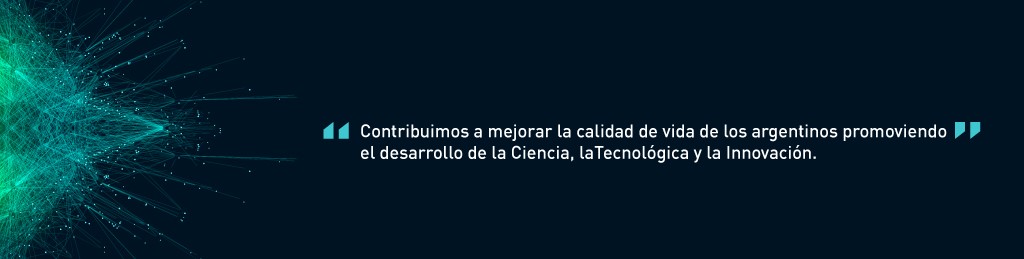 “ Contribuimos a mejorar la calidad de vida de los argentinos promoviendo ”
el desarrollo de la Ciencia, laTecnológica y la Innovación.